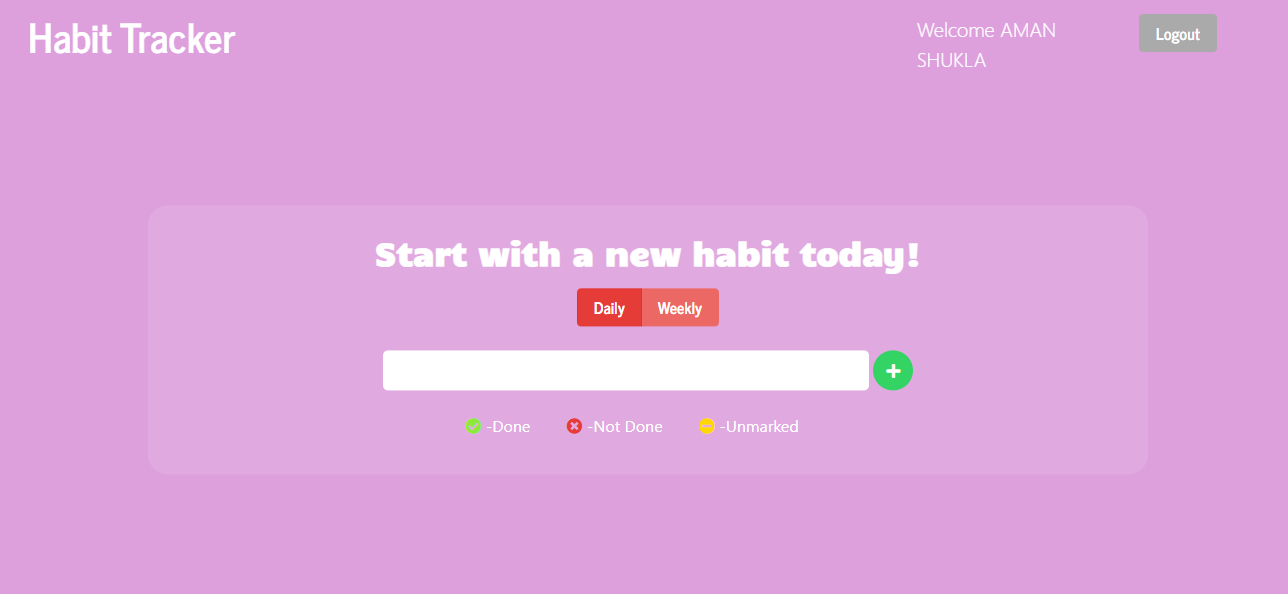 Habit Tracker
Welcome AMAN
SHUKLA
Logout
Start with a new habit today!
Daily Weekly
-Done -Not Done -Unmarked